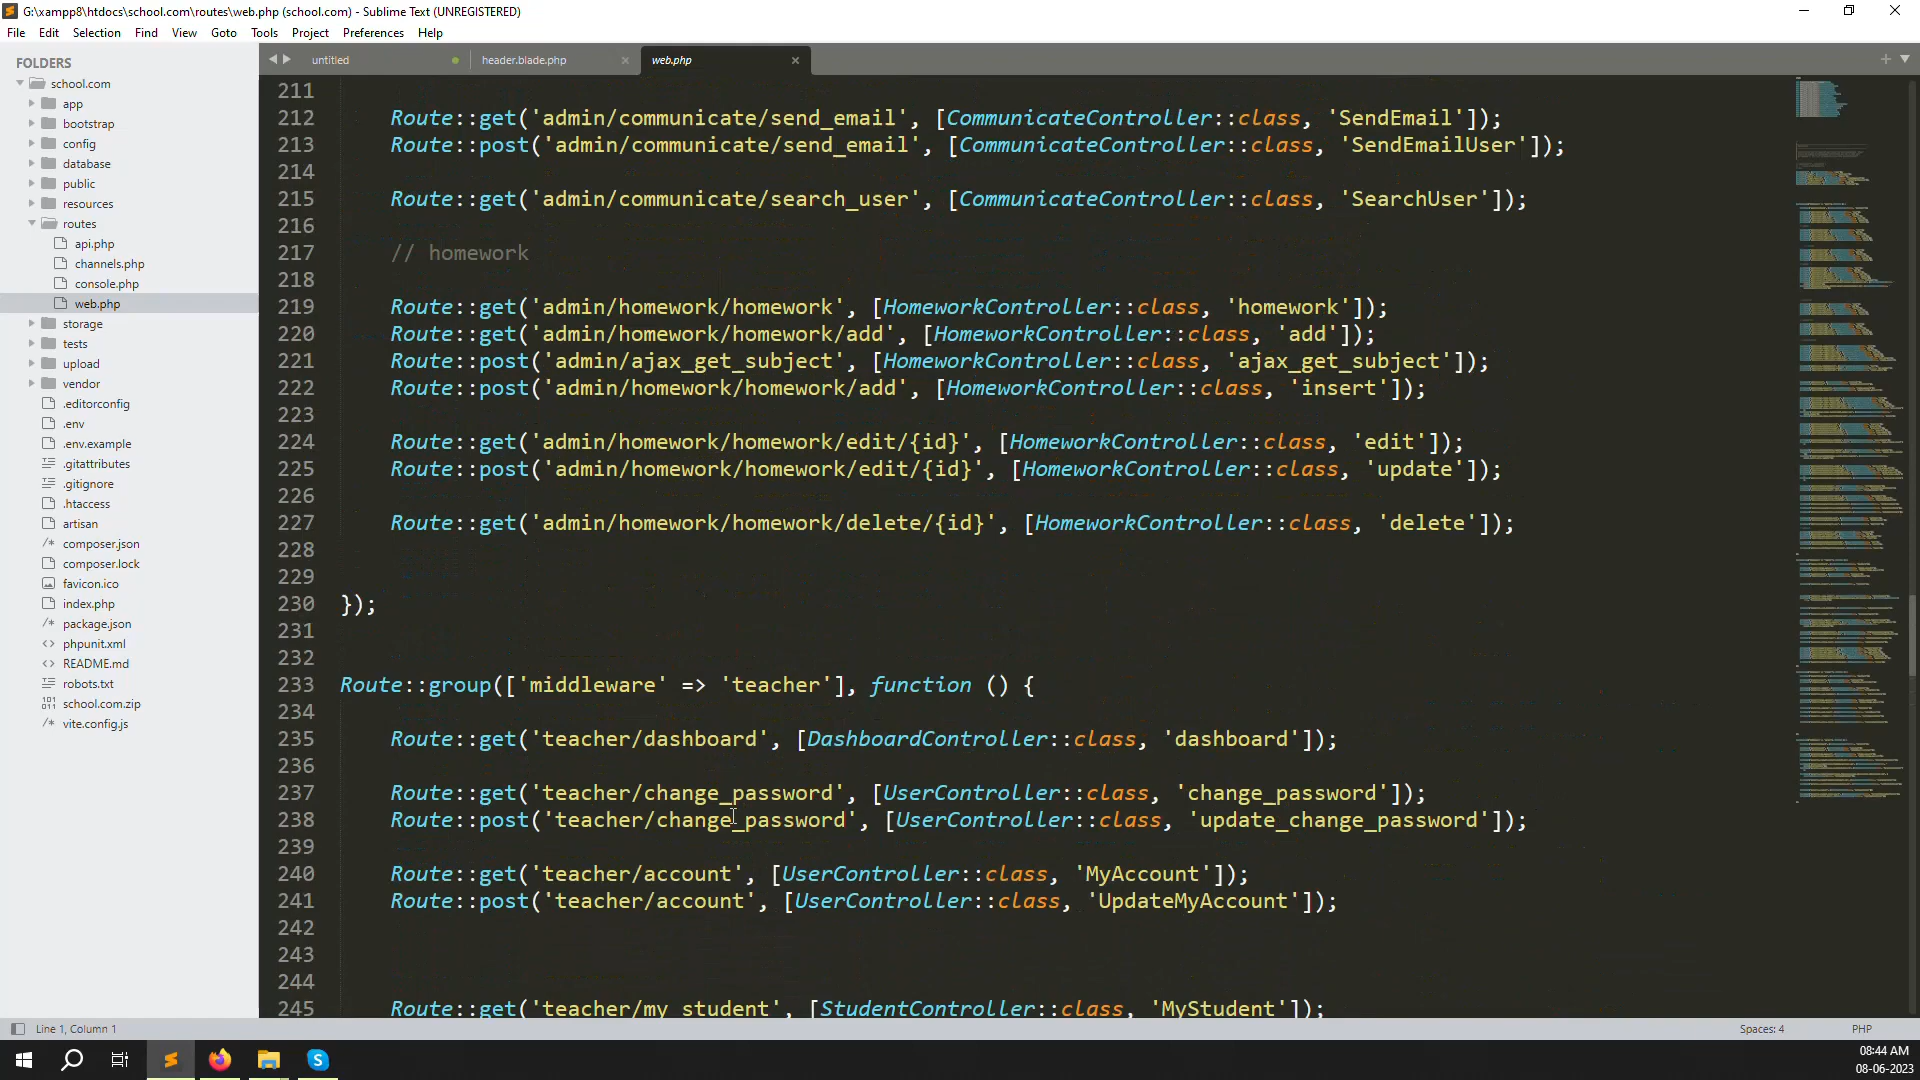 G:\xampp8\htdocs\school.com\routes\web.php (school.com) - Sublime Text (UNREGISTERED)
File Edit Selection Find View Goto Tools Project Preferences Help
FOLDERS
school.com
app
bootstrap
config
database
public
resources
routes
api.php
channels.php
console.php
web.php
storage
tests
upload
vendor
.editorconfig
.env
.env.example
.gitattributes
.gitignore
.htaccess
artisan
composer.json
composer.lock
favicon.ico
index.php
package.json
phpunit.xml
README.md
robots.txt
school.com.zip
vite.config.js
untitled header.blade.php web.php
211
212 Route::get('admin/communicate/send_email', [CommunicateController::class, 'SendEmail']);
213 Route::post('admin/communicate/send_email', [CommunicateController::class, 'SendEmailUser']);
214
215 Route::get('admin/communicate/search_user', [CommunicateController::class, 'SearchUser']);
216
217 // homework
218
219 Route::get('admin/homework/homework', [HomeworkController::class, 'homework']);
220 Route::get('admin/homework/homework/add', [HomeworkController::class, 'add']);
221 Route::post('admin/ajax_get_subject', [HomeworkController::class, 'ajax_get_subject']);
222 Route::post('admin/homework/homework/add', [HomeworkController::class, 'insert']);
223
224 Route::get('admin/homework/homework/edit/{id}', [HomeworkController::class, 'edit']);
225 Route::post('admin/homework/homework/edit/{id}', [HomeworkController::class, 'update']);
226
227 Route::get('admin/homework/homework/delete/{id}', [HomeworkController::class, 'delete']);
228
229
230 });
231
232
233 Route::group(['middleware' => 'teacher'], function () {
234
235 Route::get('teacher/dashboard', [DashboardController::class, 'dashboard']);
236
237 Route::get('teacher/change_password', [UserController::class, 'change_password']);
238 Route::post('teacher/change_password', [UserController::class, 'update_change_password']);
239
240 Route::get('teacher/account', [UserController::class, 'MyAccount']);
241 Route::post('teacher/account', [UserController::class, 'UpdateMyAccount']);
242
243
244
245 Route::get('teacher/my_student', [StudentController::class, 'MyStudent']);
Line 1, Column 1 Spaces: 4 PHP
08:44 AM
08-06-2023